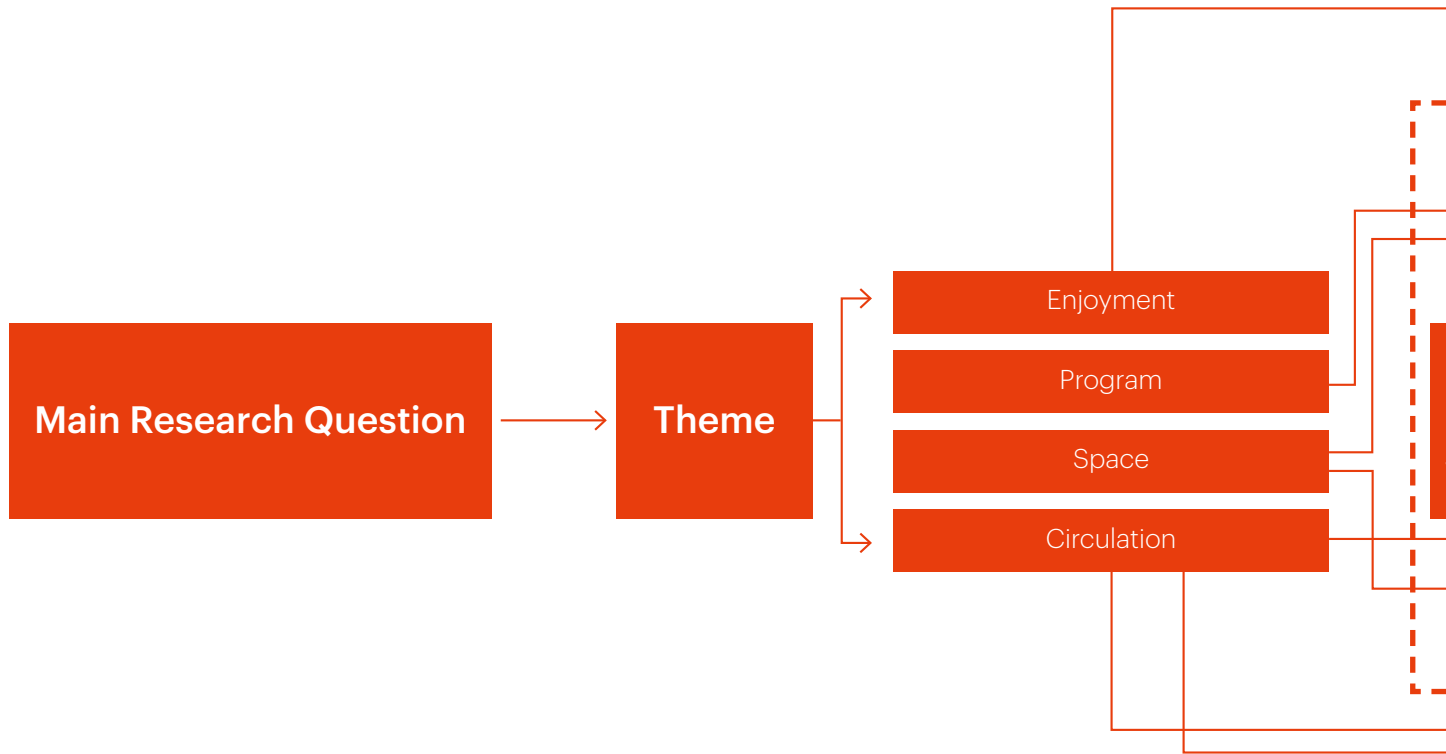 Main Research Question
Theme
Enjoyment
Program
Space
Circulation